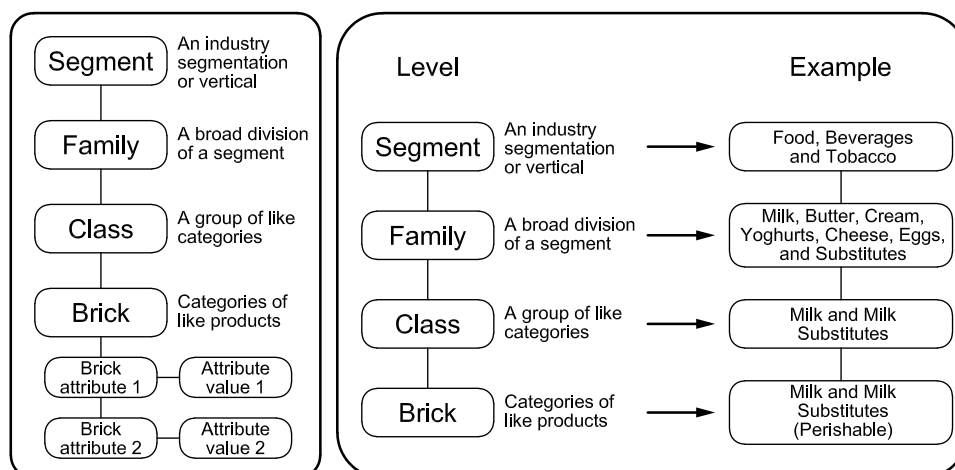 Segment
An industry
segmentation
or vertical
Family
A broad division
of a segment
Class
A group of like
categories
Brick
Categories of
like products
Brick
attribute 1
Attribute
value 1
Brick
attribute 2
Attribute
value 2
Level
Example
Segment
An industry
segmentation
or vertical
Food, Beverages
and Tobacco
Family
A broad division
of a segment
Milk, Butter, Cream,
Yoghurts, Cheese, Eggs,
and Substitutes
Class
A group of like
categories
Milk and Milk
Substitutes
Brick
Categories of
like products
Milk and Milk
Substitutes
(Perishable)